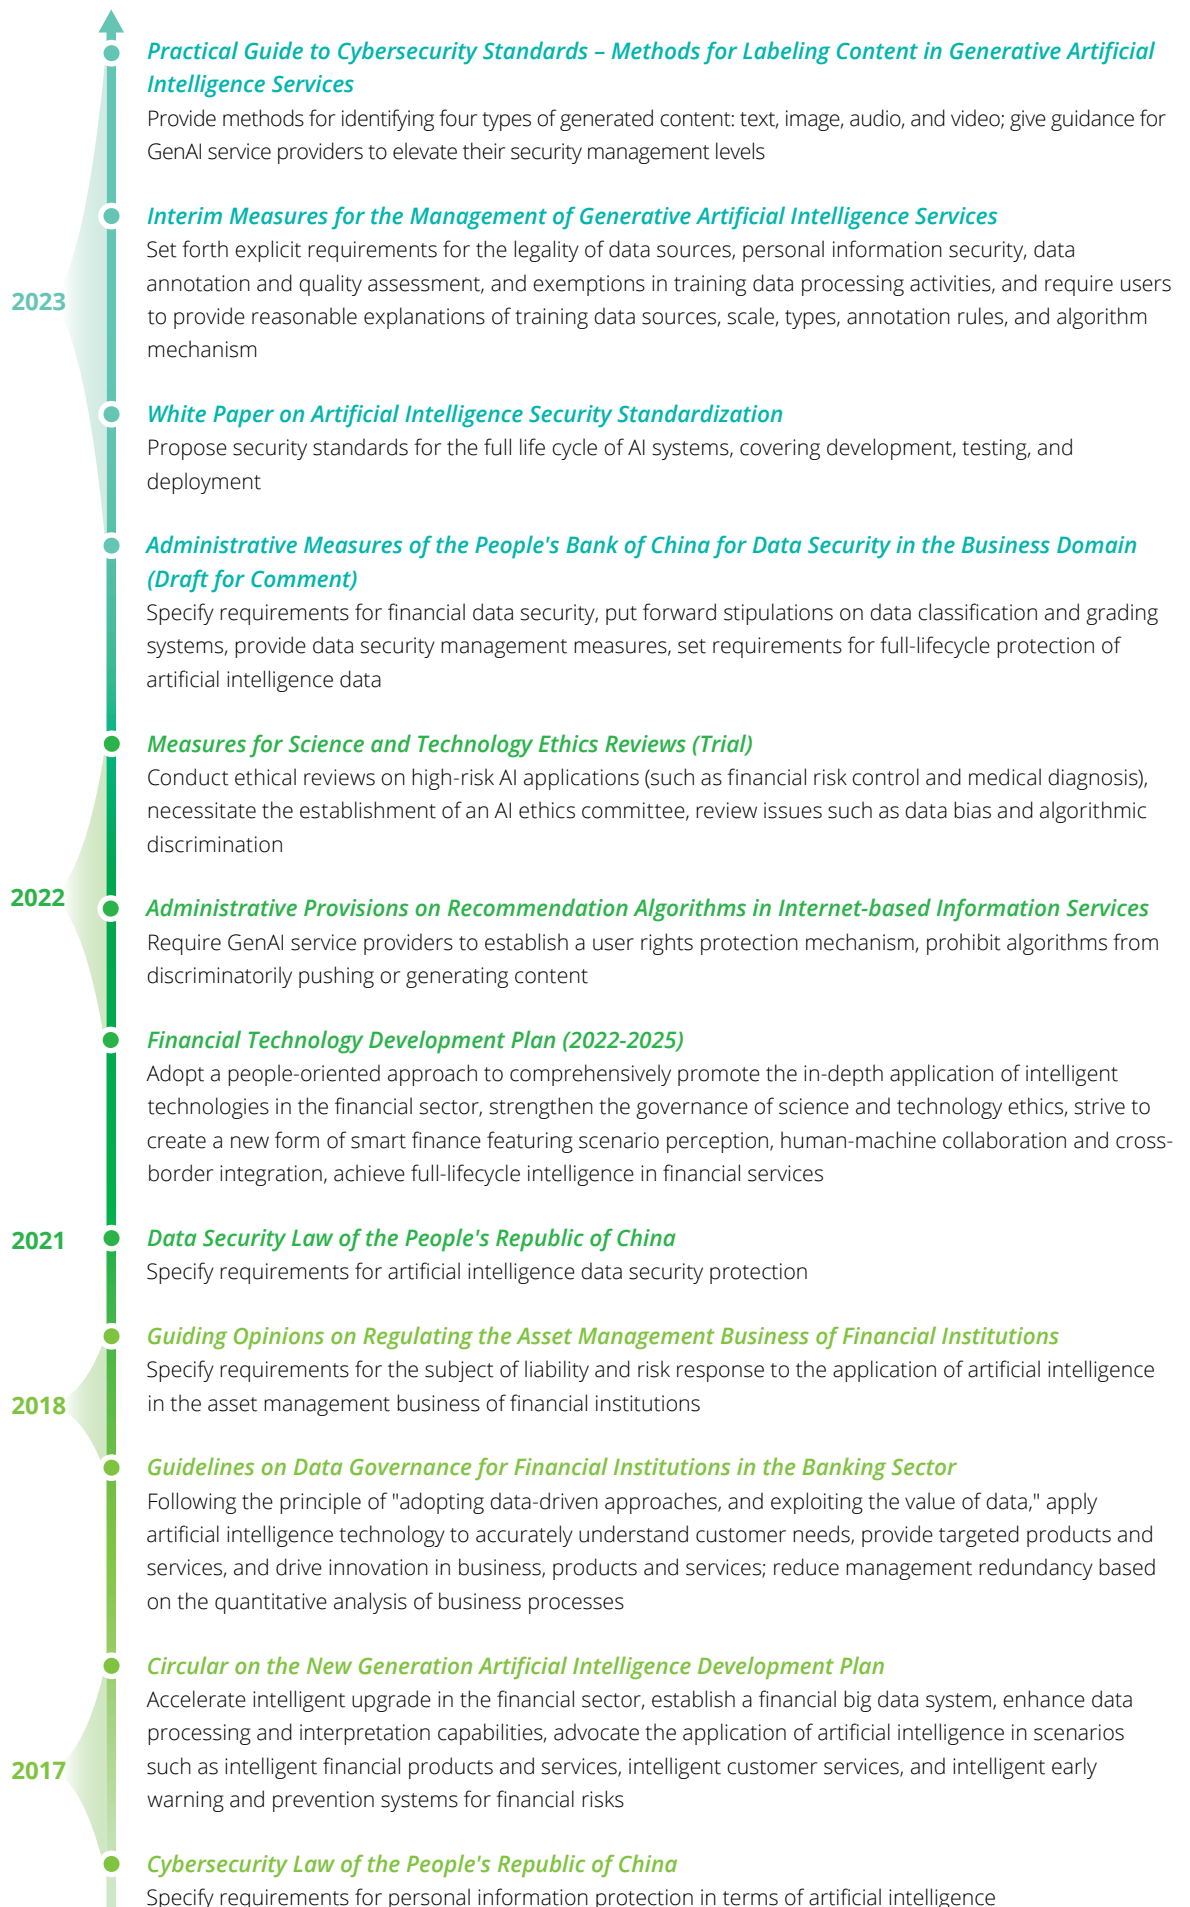 Practical Guide to Cybersecurity Standards – Methods for Labeling Content in Generative Artificial
Intelligence Services
Provide methods for identifying four types of generated content: text, image, audio, and video; give guidance for
GenAI service providers to elevate their security management levels
Interim Measures for the Management of Generative Artificial Intelligence Services
Set forth explicit requirements for the legality of data sources, personal information security, data
annotation and quality assessment, and exemptions in training data processing activities, and require users
2023
to provide reasonable explanations of training data sources, scale, types, annotation rules, and algorithm
mechanism
White Paper on Artificial Intelligence Security Standardization
Propose security standards for the full life cycle of AI systems, covering development, testing, and
deployment
Administrative Measures of the People's Bank of China for Data Security in the Business Domain
(Draft for Comment)
Specify requirements for financial data security, put forward stipulations on data classification and grading
systems, provide data security management measures, set requirements for full-lifecycle protection of
artificial intelligence data
Measures for Science and Technology Ethics Reviews (Trial)
Conduct ethical reviews on high-risk AI applications (such as financial risk control and medical diagnosis),
necessitate the establishment of an AI ethics committee, review issues such as data bias and algorithmic
discrimination
2022
Administrative Provisions on Recommendation Algorithms in Internet-based Information Services
Require GenAI service providers to establish a user rights protection mechanism, prohibit algorithms from
discriminatorily pushing or generating content
Financial Technology Development Plan (2022-2025)
Adopt a people-oriented approach to comprehensively promote the in-depth application of intelligent
technologies in the financial sector, strengthen the governance of science and technology ethics, strive to
create a new form of smart finance featuring scenario perception, human-machine collaboration and cross-
border integration, achieve full-lifecycle intelligence in financial services
2021
Data Security Law of the People's Republic of China
Specify requirements for artificial intelligence data security protection
Guiding Opinions on Regulating the Asset Management Business of Financial Institutions
Specify requirements for the subject of liability and risk response to the application of artificial intelligence
2018
in the asset management business of financial institutions
Guidelines on Data Governance for Financial Institutions in the Banking Sector
Following the principle of "adopting data-driven approaches, and exploiting the value of data," apply
artificial intelligence technology to accurately understand customer needs, provide targeted products and
services, and drive innovation in business, products and services; reduce management redundancy based
on the quantitative analysis of business processes
Circular on the New Generation Artificial Intelligence Development Plan
Accelerate intelligent upgrade in the financial sector, establish a financial big data system, enhance data
processing and interpretation capabilities, advocate the application of artificial intelligence in scenarios
2017
such as intelligent financial products and services, intelligent customer services, and intelligent early
warning and prevention systems for financial risks
Cybersecurity Law of the People's Republic of China
Specify requirements for personal information protection in terms of artificial intelligence